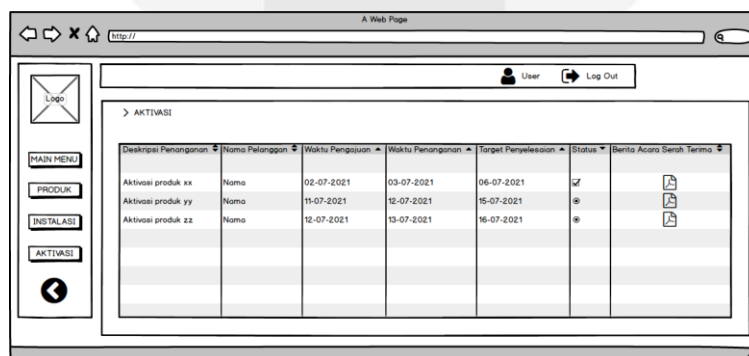 A Web Page
http://
User Log Out
Logo
> AKTIVASI
MAIN MENU
PRODUK
INSTALASI
AKTIVASI
Deskripsi Penanganan Nama Pelanggan Waktu Pengajuan Waktu Penanganan Target Penyelesaian Status Berita Acara Serah Terima
Aktivasi produk xx Nama 02-07-2021 03-07-2021 06-07-2021
Aktivasi produk yy Nama 11-07-2021 12-07-2021 15-07-2021
Aktivasi produk zz Nama 12-07-2021 13-07-2021 16-07-2021